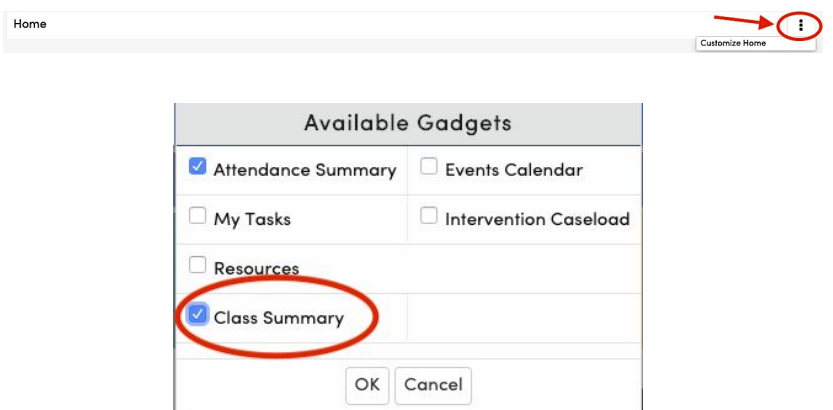 Home
Customize Home
Available Gadgets
Attendance Summary Events Calendar
My Tasks Intervention Caseload
Resources
Class Summary
OK Cancel